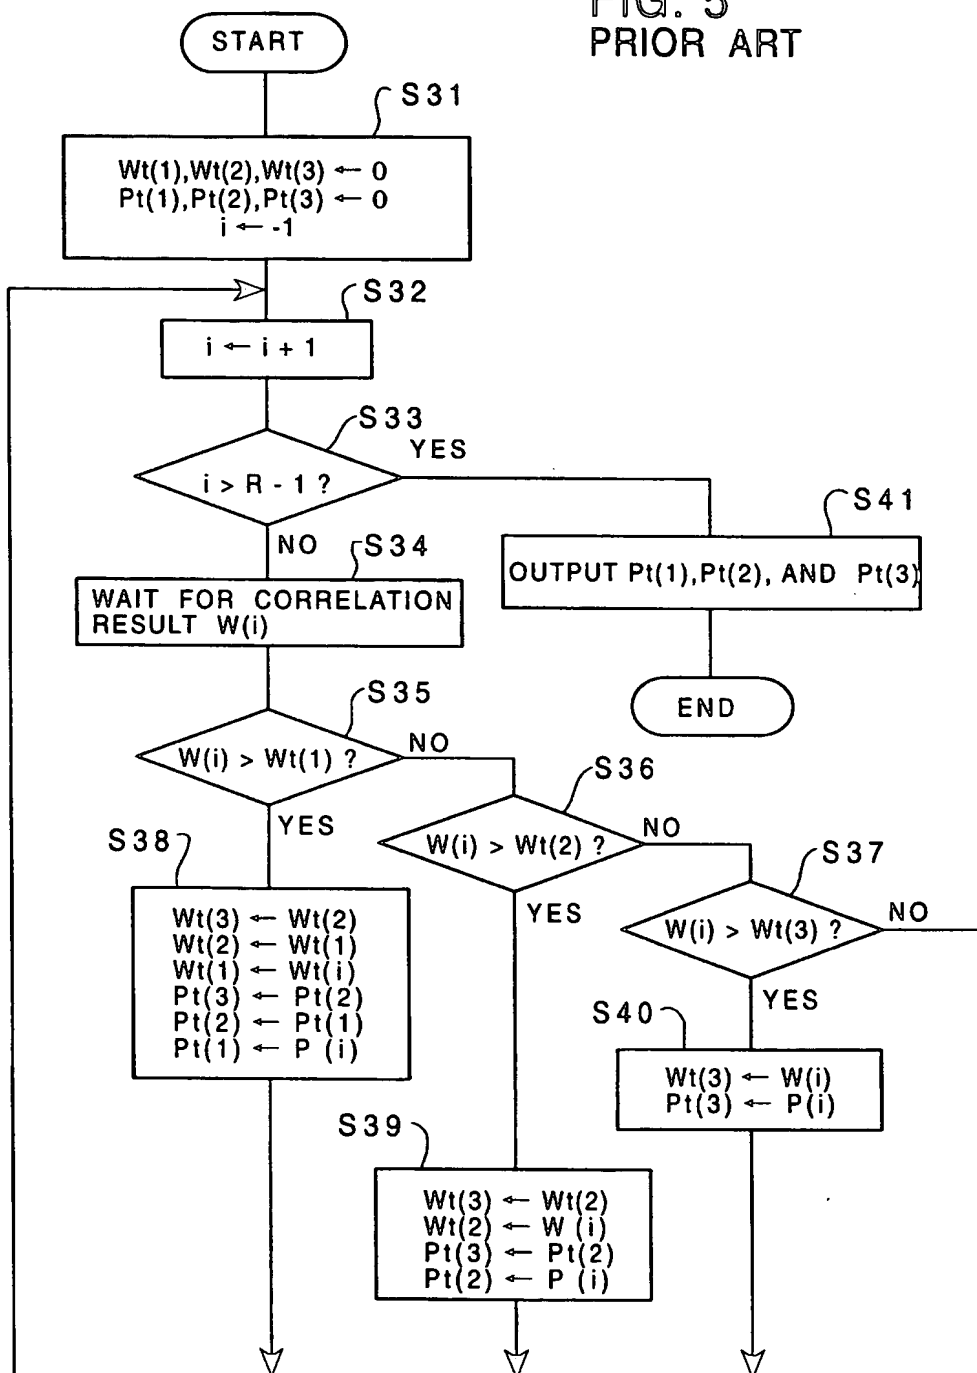 FIG. 5
PRIOR ART
START
S31
Wt(1),Wt(2),Wt(3) ← 0
Pt(1),Pt(2),Pt(3) ← 0
i ← -1
S32
i ← i + 1
S33
YES
i > R - 1 ?
NO
S34
S41
OUTPUT Pt(1),Pt(2), AND Pt(3)
WAIT FOR CORRELATION
RESULT W(i)
END
S35
W(i) > Wt(1) ?
NO
YES
S36
W(i) > Wt(2) ?
NO
YES
S37
W(i) > Wt(3) ?
NO
YES
S38
Wt(3) ← Wt(2)
Wt(2) ← Wt(1)
Wt(1) ← Wt(i)
Pt(3) ← Pt(2)
Pt(2) ← Pt(1)
Pt(1) ← P (i)
S40
Wt(3) ← W(i)
Pt(3) ← P(i)
S39
Wt(3) ← Wt(2)
Wt(2) ← W (i)
Pt(3) ← Pt(2)
Pt(2) ← P (i)